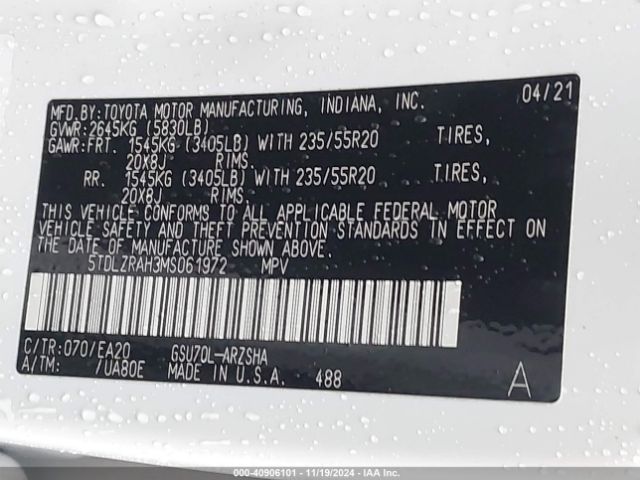 MFD.BY:TOYOTA MOTOR MANUFACTURING, INDIANA, INC. 04/21
GVWR:2645KG (5830LB)
GAWR:FRT. 1545KG (3405LB) WITH 235/55R20 TIRES,
20X8J RIMS.
RR. 1545KG (3405LB) WITH 235/55R20 TIRES,
20X8J RIMS.
THIS VEHICLE CONFORMS TO ALL APPLICABLE FEDERAL MOTOR
VEHICLE SAFETY AND THEFT PREVENTION STANDARDS IN EFFECT ON
THE DATE OF MANUFACTURE SHOWN ABOVE.
5TDLZRAH3MS061972 MPV
C/TR:070/EA20 GSU70L-ARZSHA
A/TM: /UA80E MADE IN U.S.A. 488 A
000-40906101 - 11/19/2024 - IAA Inc.